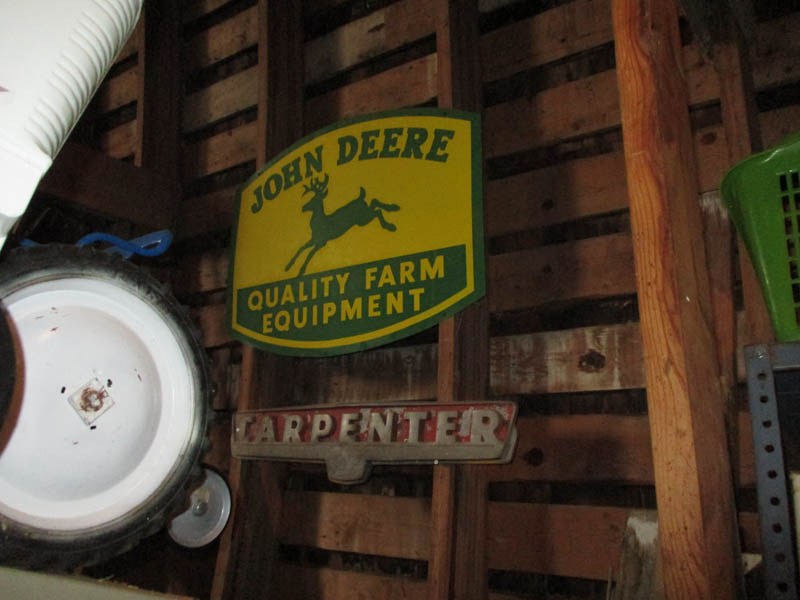 JOHN DEERE
QUALITY FARM
EQUIPMENT
CARPENTER